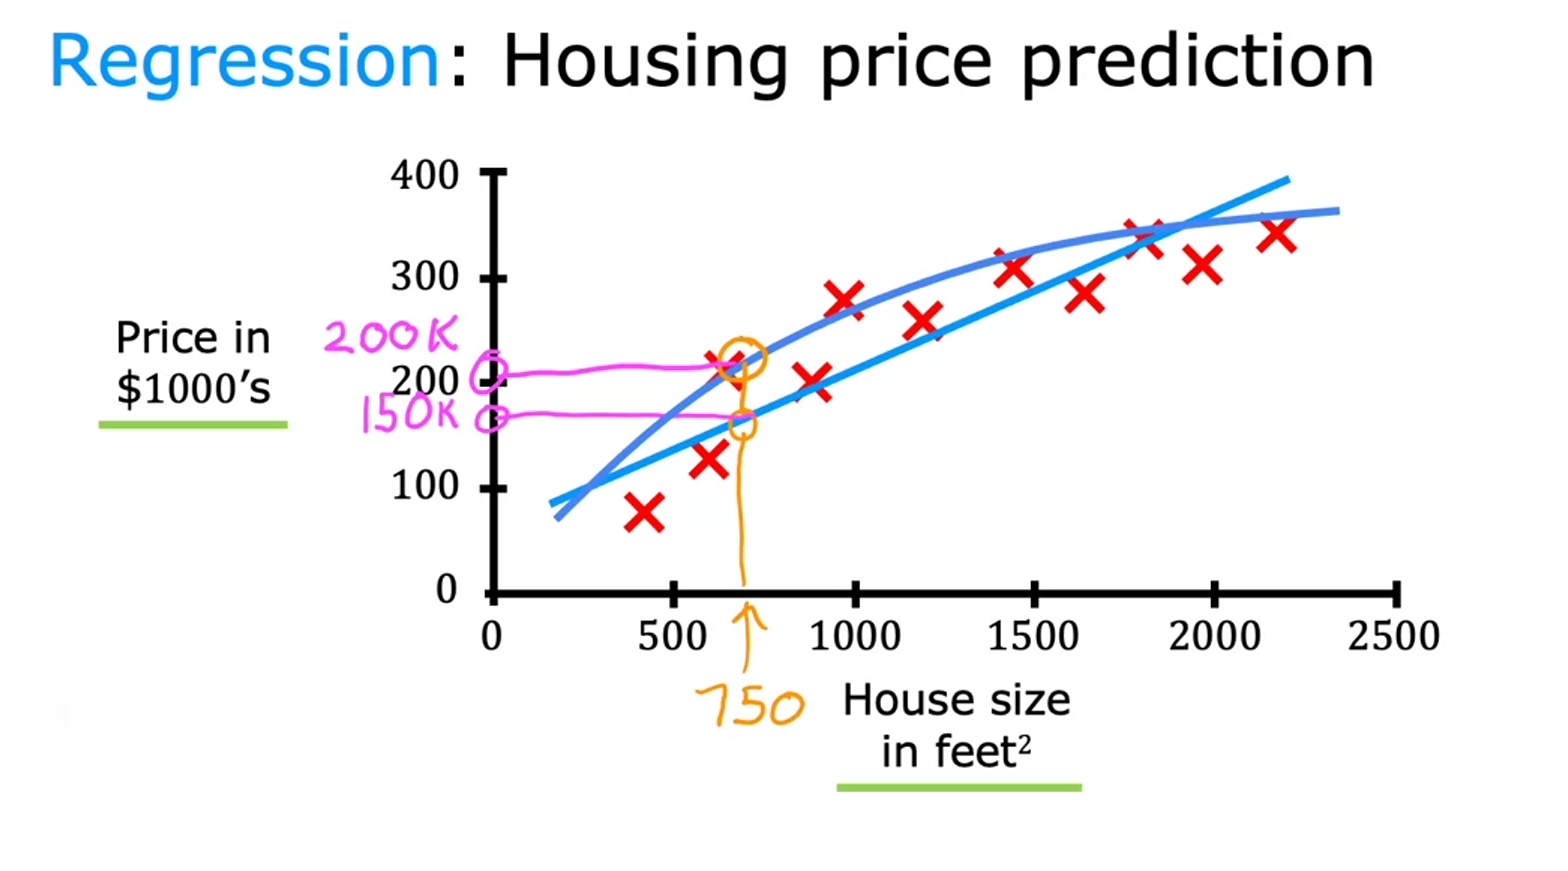 Regression: Housing price prediction
400
300
200K
Price in
$1000's
200
150K
100
0
0 500 1000 1500 2000 2500
750
House size
in feet²